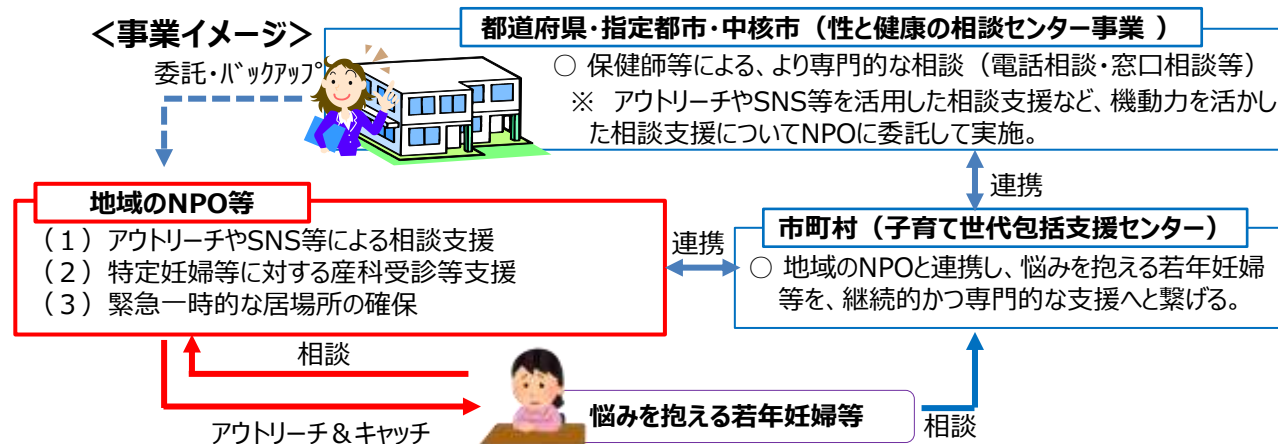 ＜事業イメージ＞
都道府県・指定都市・中核市（性と健康の相談センター事業 ）
委託・バックアップ
○ 保健師等による、より専門的な相談（電話相談・窓口相談等）
※ アウトリーチやSNS等を活用した相談支援など、機動力を活かし
た相談支援についてNPOに委託して実施。
連携
地域のNPO等
（１）アウトリーチやSNS等による相談支援
（２）特定妊婦等に対する産科受診等支援
（３）緊急一時的な居場所の確保
連携
市町村（子育て世代包括支援センター）
○ 地域のNPOと連携し、悩みを抱える若年妊婦
等を、継続的かつ専門的な支援へと繋げる。
相談
悩みを抱える若年妊婦等
相談
アウトリーチ＆キャッチ